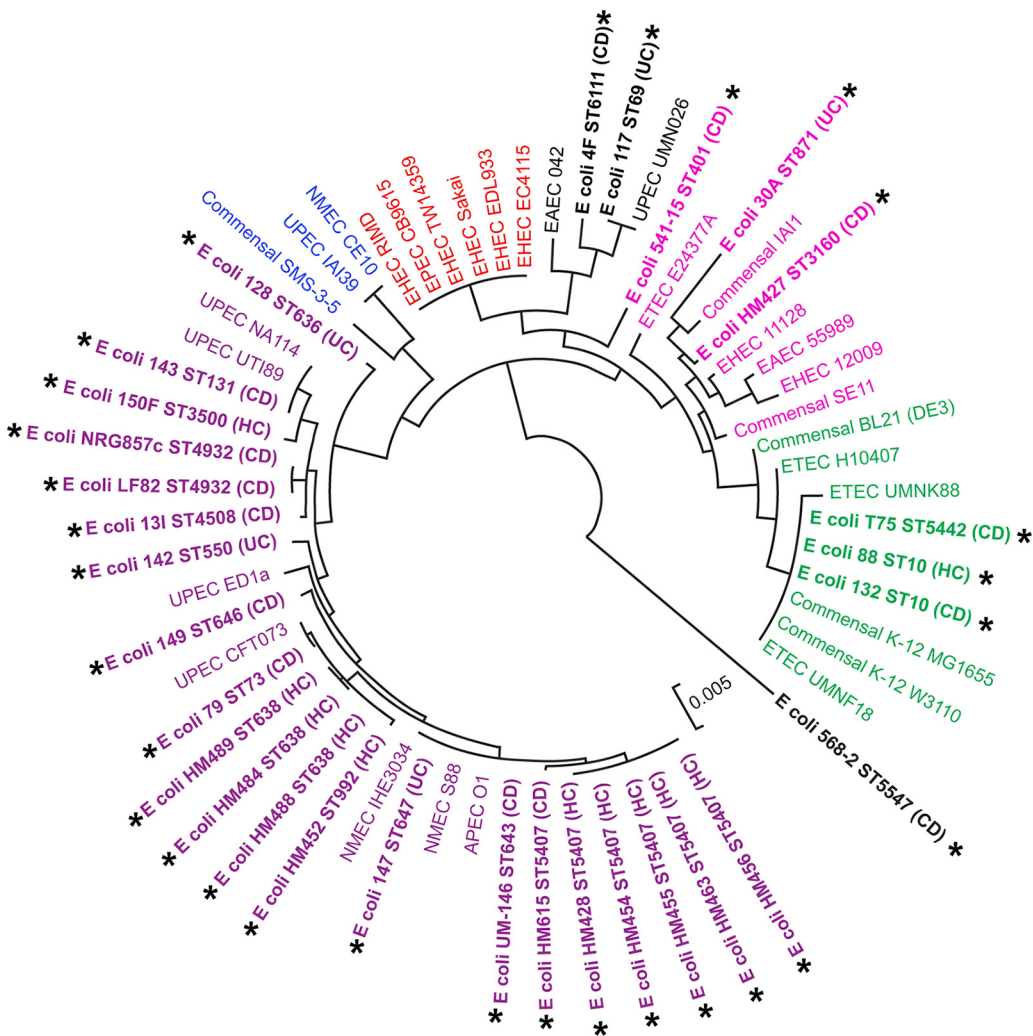 Commensal SMS-3-5
UPEC IAI39
NMEC CE10
EHEC RIMD
EPEC CB9615
EHEC TW14359
EHEC Sakai
EHEC EDL933
EHEC EC4115
EAEC 042
E coli 4F ST6111 (CD)*
E coli 117 ST69 (UC)*
UPEC UMN026
E coli 541-15 ST401 (CD)*
ETEC E24377A
E coli 30A ST871 (UC)*
Commensal IAI1
E coli HM427 ST3160 (CD)*
EHEC 11128
EAEC 55989
EHEC 12009
Commensal SE11
Commensal BL21 (DE3)
ETEC H10407
ETEC UMNK88
E coli T75 ST5442 (CD)*
E coli 88 ST10 (HC)*
E coli 132 ST10 (CD)*
Commensal K-12 MG1655
Commensal K-12 W3110
ETEC UMNF18
E coli 568-2 ST5547 (CD)*
0.005
E coli HM456 ST5407 (HC)*
E coli HM463 ST5407 (HC)*
E coli HM455 ST5407 (HC)*
E coli HM454 ST5407 (HC)*
E coli HM428 ST5407 (HC)*
E coli HM615 ST5407 (CD)*
E coli UM-146 ST643 (CD)*
APEC O1
NMEC S88
*E coli 147 ST647 (UC)
NMEC IHE3034
*E coli HM452 ST992 (HC)
*E coli HM488 ST638 (HC)
*E coli HM484 ST638 (HC)
*E coli HM489 ST638 (HC)
*E coli 79 ST73 (CD)
UPEC CFT073
*E coli 149 ST646 (CD)
UPEC ED1a
*E coli 142 ST550 (UC)
*E coli 13I ST4508 (CD)
*E coli LF82 ST4932 (CD)
*E coli NRG857c ST4932 (CD)
*E coli 150F ST3500 (HC)
*E coli 143 ST131 (CD)
UPEC UTI89
UPEC NA114
*E coli 128 ST636 (UC)